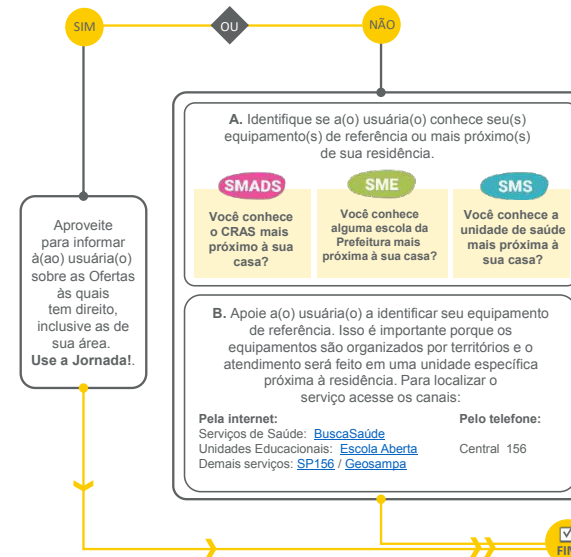 SIM
OU
NÃO
A. Identifique se a(o) usuária(o) conhece seu(s)
equipamento(s) de referência ou mais próximo(s)
de sua residência.
SMADS
Você conhece
o CRAS mais
próximo à sua
casa?
SME
Você conhece
alguma escola da
Prefeitura mais
próxima à sua casa?
SMS
Você conhece a
unidade de saúde
mais próxima à
sua casa?
Aproveite
para informar
à(ao) usuária(o)
sobre as Ofertas
às quais
tem direito,
inclusive as de
sua área.
Use a Jornada!.
B. Apoie a(o) usuária(o) a identificar seu equipamento
de referência. Isso é importante porque os
equipamentos são organizados por territórios e o
atendimento será feito em uma unidade específica
próxima à residência. Para localizar o
serviço acesse os canais:
Pela internet:
Serviços de Saúde: BuscaSaúde
Unidades Educacionais: Escola Aberta
Demais serviços: SP156 / Geosampa
Pelo telefone:
Central 156
FIM